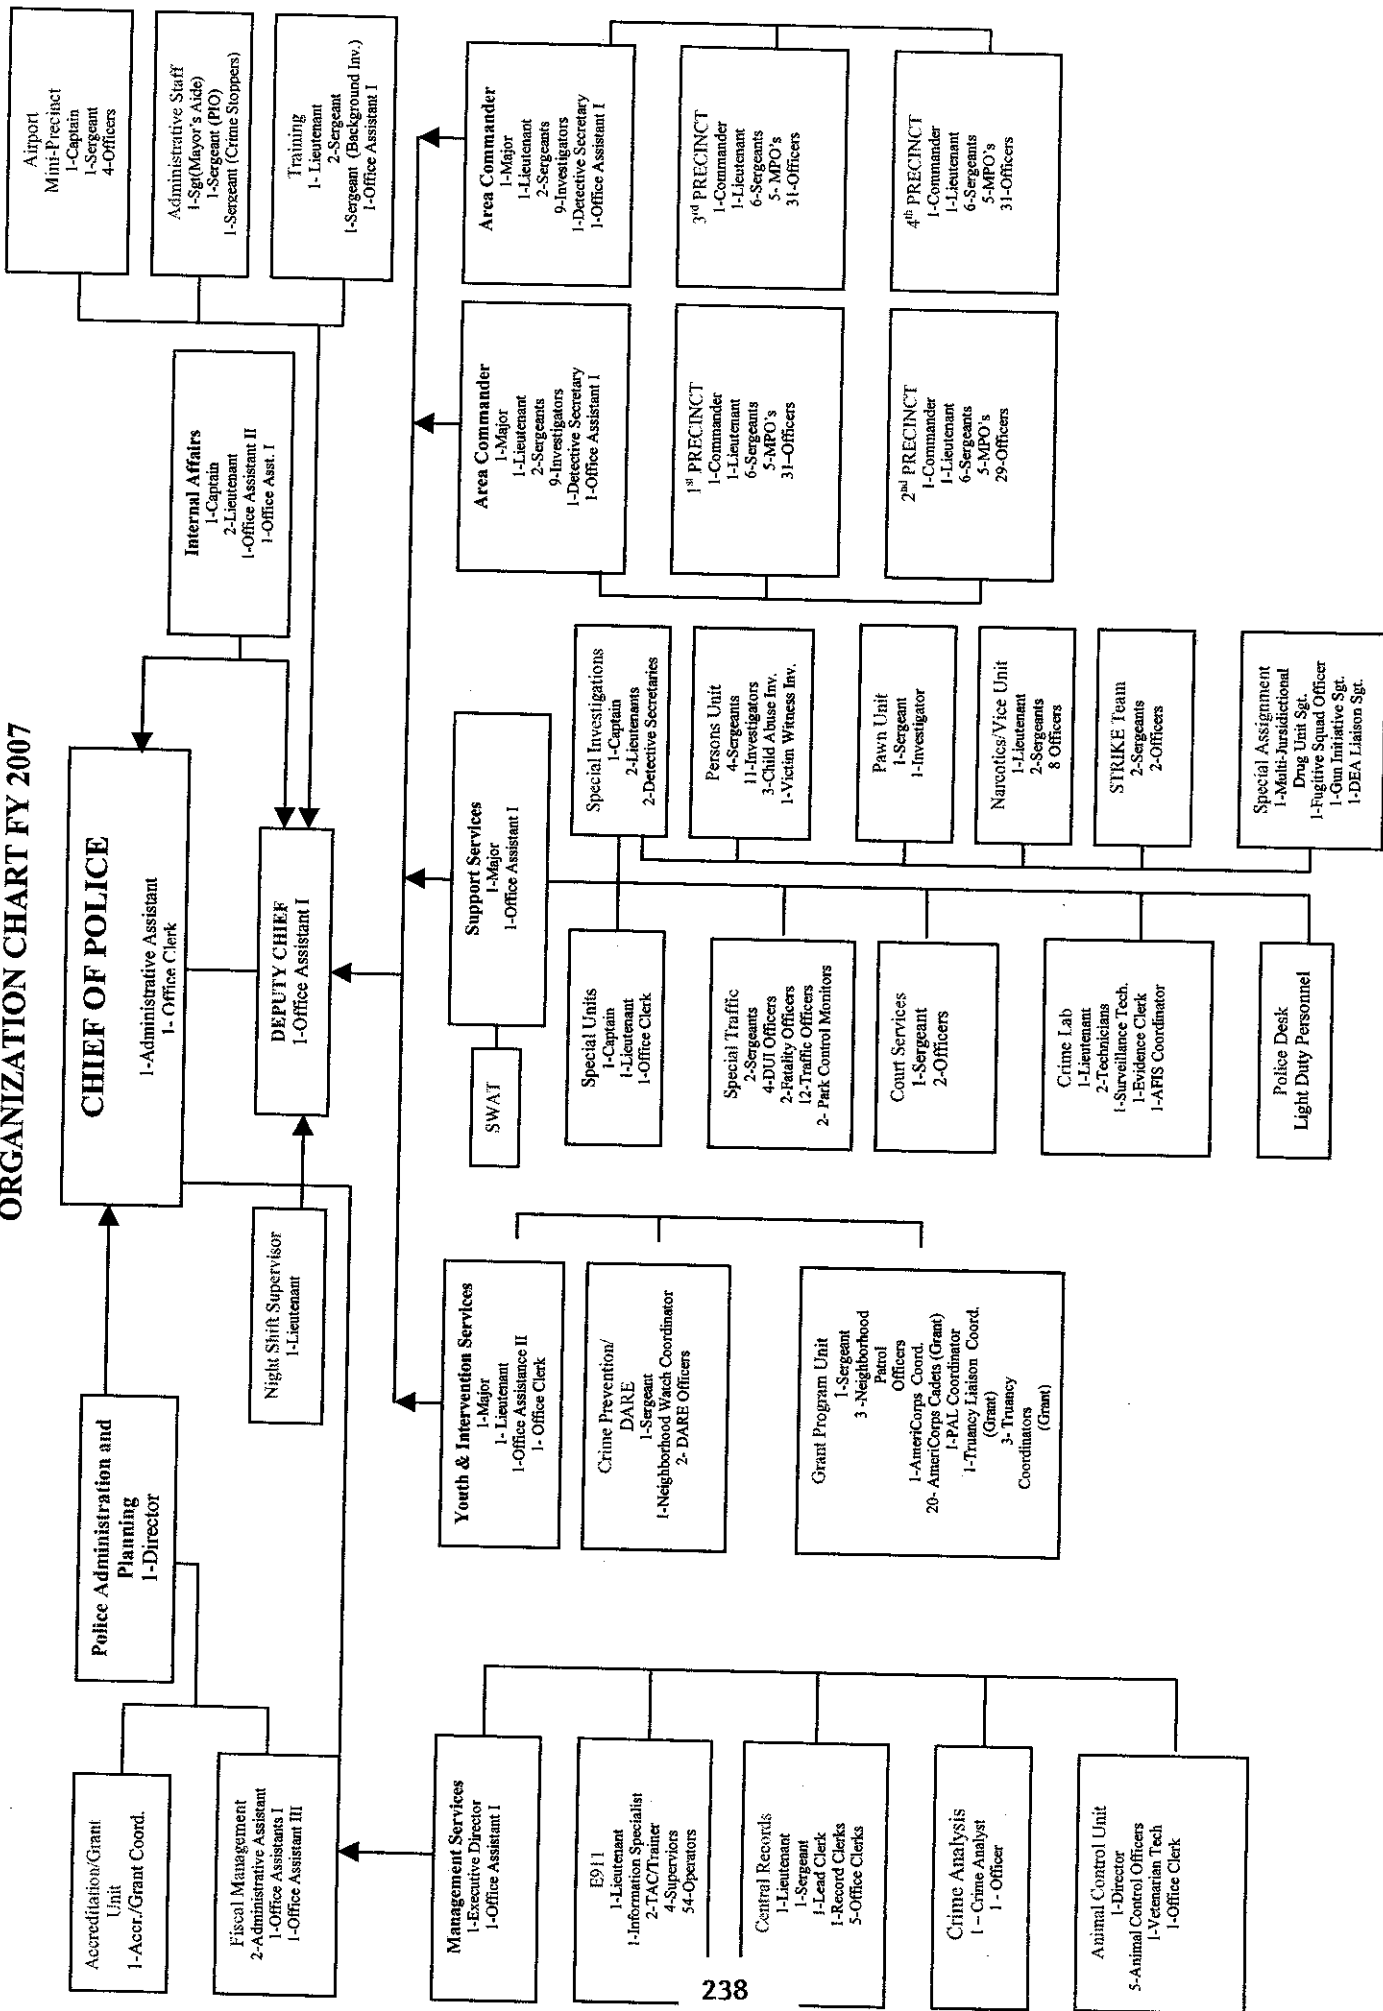 ORGANIZATION CHART FY 2007
CHIEF OF POLICE
1-Administrative Assistant
1- Office Clerk
Police Administration and
Planning
1-Director
Accreditation/Grant
Unit
1-Accr./Grant Coord.
Fiscal Management
2-Administrative Assistant
1-Office Assistants I
1-Office Assistant III
Night Shift Supervisor
1-Lieutenant
DEPUTY CHIEF
1-Office Assistant I
Internal Affairs
1-Captain
2-Lieutenant
1-Office Assistant II
1-Office Asst. I
Airport
Mini-Precinct
1-Captain
1-Sergeant
4-Officers
Administrative Staff
1-Sgt(Mayor's Aide)
1-Sergeant (PIO)
1-Sergeant (Crime Stoppers)
Training
1- Lieutenant
2-Sergeant
1-Sergeant (Background Inv.)
1-Office Assistant I
Management Services
1-Executive Director
1-Office Assistant I
E911
1-Lieutenant
1-Information Specialist
2-TAC/Trainer
4-Superviors
54-Operators
Central Records
1-Lieutenant
1-Sergeant
1-Lead Clerk
1-Record Clerks
5-Office Clerks
Crime Analysis
1 – Crime Analyst
1 - Officer
Animal Control Unit
1-Director
5-Animal Control Officers
1-Vetenarian Tech
1-Office Clerk
Youth & Intervention Services
1-Major
1- Lieutenant
1-Office Assistance II
1- Office Clerk
Crime Prevention/
DARE
1-Sergeant
1-Neighborhood Watch Coordinator
2- DARE Officers
Grant Program Unit
1-Sergeant
3 -Neighborhood
Patrol
Officers
1-AmeriCorps Coord.
20- AmeriCorps Cadets (Grant)
1-PAL Coordinator
1-Truancy Liaison Coord.
(Grant)
3- Truancy
Coordinators
(Grant)
Support Services
1-Major
1-Office Assistant I
SWAT
Special Units
1-Captain
1-Lieutenant
1-Office Clerk
Special Traffic
2-Sergeants
4-DUI Officers
2-Fatality Officers
12-Traffic Officers
2- Park Control Monitors
Court Services
1-Sergeant
2-Officers
Crime Lab
1-Lieutenant
2-Technicians
1-Surveillance Tech.
1-Evidence Clerk
1-AFIS Coordinator
Police Desk
Light Duty Personnel
Special Investigations
1-Captain
2-Lieutenants
2-Detective Secretaries
Persons Unit
4-Sergeants
11-Investigators
3-Child Abuse Inv.
1-Victim Witness Inv.
Pawn Unit
1-Sergeant
1-Investigator
Narcotics/Vice Unit
1-Lieutenant
2-Sergeants
8 Officers
STRIKE Team
2-Sergeants
2-Officers
Special Assignment
1-Multi-Jursidictional
Drug Unit Sgt.
1-Fugitive Squad Officer
1-Gun Initiative Sgt.
1-DEA Liaison Sgt.
Area Commander
1-Major
1-Lieutenant
2-Sergeants
9-Investigators
1-Detective Secretary
1-Office Assistant I
1st PRECINCT
1-Commander
1-Lieutenant
6-Sergeants
5-MPO's
31–Officers
2nd PRECINCT
1-Commander
1-Lieutenant
6-Sergeants
5-MPO's
29-Officers
Area Commander
1-Major
1-Lieutenant
2-Sergeants
9-Investigators
1-Detective Secretary
1-Office Assistant I
3rd PRECINCT
1-Commander
1-Lieutenant
6-Sergeants
5- MPO's
31-Officers
4th PRECINCT
1-Commander
1-Lieutenant
6-Sergeants
5-MPO's
31-Officers
238